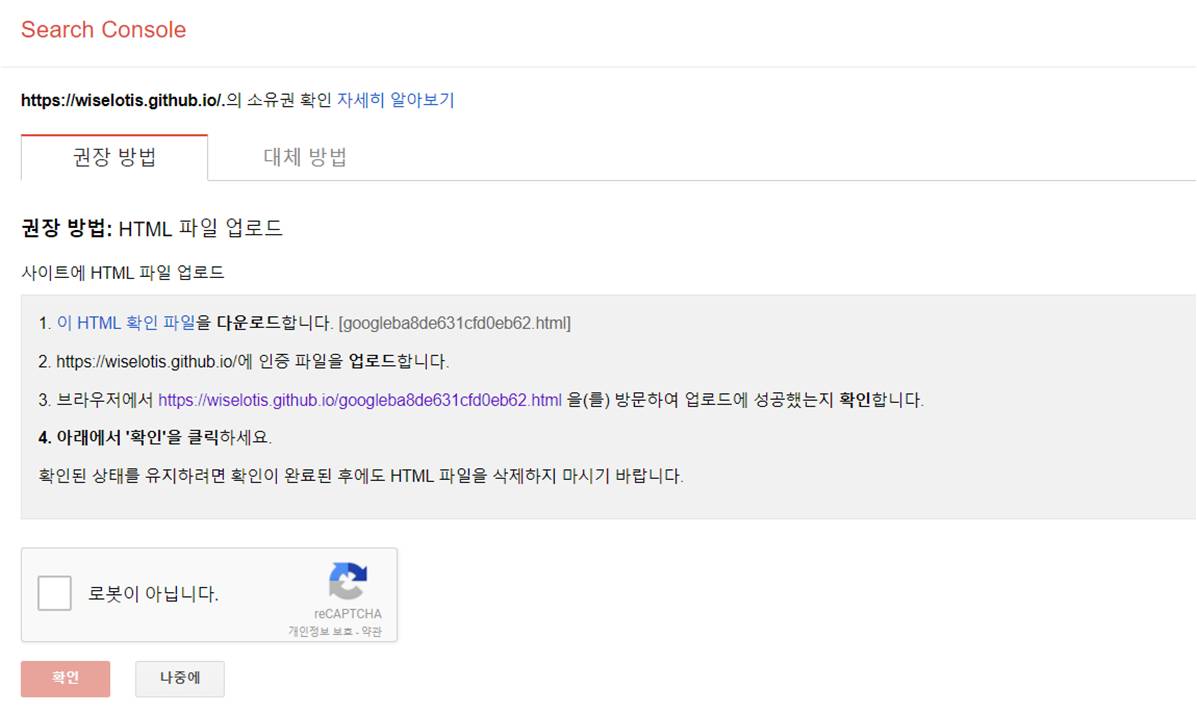 Search Console
https://wiselotis.github.io/.의 소유권 확인 자세히 알아보기
권장 방법
대체 방법
권장 방법: HTML 파일 업로드
사이트에 HTML 파일 업로드
1. 이 HTML 확인 파일을 다운로드합니다. [googleba8de631cfd0eb62.html]
2. https://wiselotis.github.io/에 인증 파일을 업로드합니다.
3. 브라우저에서 https://wiselotis.github.io/googleba8de631cfd0eb62.html 을(를) 방문하여 업로드에 성공했는지 확인합니다.
4. 아래에서 '확인'을 클릭하세요.
확인된 상태를 유지하려면 확인이 완료된 후에도 HTML 파일을 삭제하지 마시기 바랍니다.
로봇이 아닙니다.
reCAPTCHA
개인정보 보호 - 약관
확인
나중에